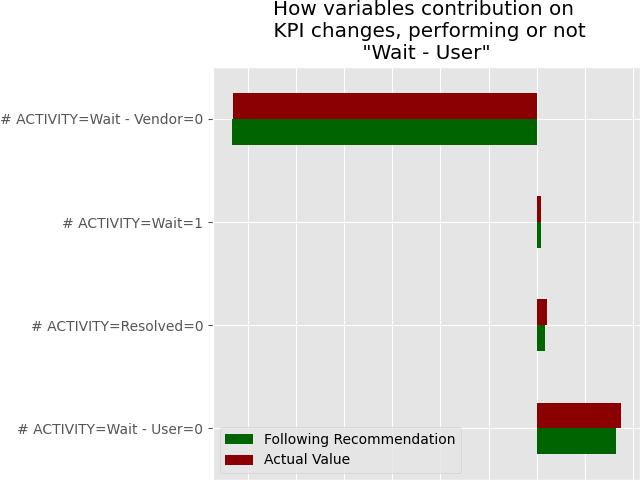 How variables contribution on
KPI changes, performing or not
"Wait - User"
# ACTIVITY=Wait - Vendor=0
# ACTIVITY=Wait=1
# ACTIVITY=Resolved=0
# ACTIVITY=Wait - User=0
Following Recommendation
Actual Value